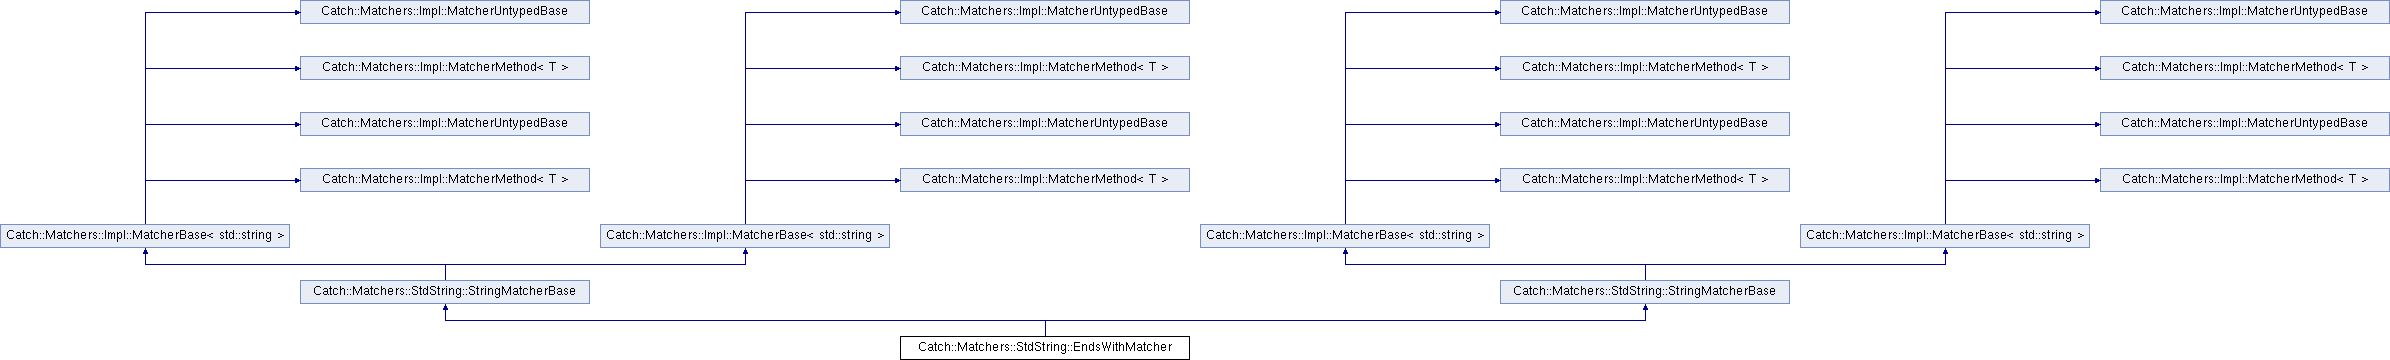 Catch::Matchers::Impl::MatcherUntypedBase
Catch::Matchers::Impl::MatcherUntypedBase
Catch::Matchers::Impl::MatcherUntypedBase
Catch::Matchers::Impl::MatcherUntypedBase
Catch::Matchers::Impl::MatcherMethod< T >
Catch::Matchers::Impl::MatcherMethod< T >
Catch::Matchers::Impl::MatcherMethod< T >
Catch::Matchers::Impl::MatcherMethod< T >
Catch::Matchers::Impl::MatcherUntypedBase
Catch::Matchers::Impl::MatcherUntypedBase
Catch::Matchers::Impl::MatcherUntypedBase
Catch::Matchers::Impl::MatcherUntypedBase
Catch::Matchers::Impl::MatcherMethod< T >
Catch::Matchers::Impl::MatcherMethod< T >
Catch::Matchers::Impl::MatcherMethod< T >
Catch::Matchers::Impl::MatcherMethod< T >
Catch::Matchers::Impl::MatcherBase< std::string >
Catch::Matchers::Impl::MatcherBase< std::string >
Catch::Matchers::Impl::MatcherBase< std::string >
Catch::Matchers::Impl::MatcherBase< std::string >
Catch::Matchers::StdString::StringMatcherBase
Catch::Matchers::StdString::StringMatcherBase
Catch::Matchers::StdString::EndsWithMatcher